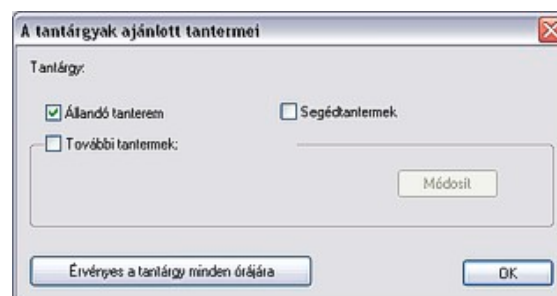 A tantárgyak ajánlott tantermei
Tantárgy:
Állandó tanterem
Segédtantermek
További tantermek:
Módosít
Érvényes a tantárgy minden órájára
OK